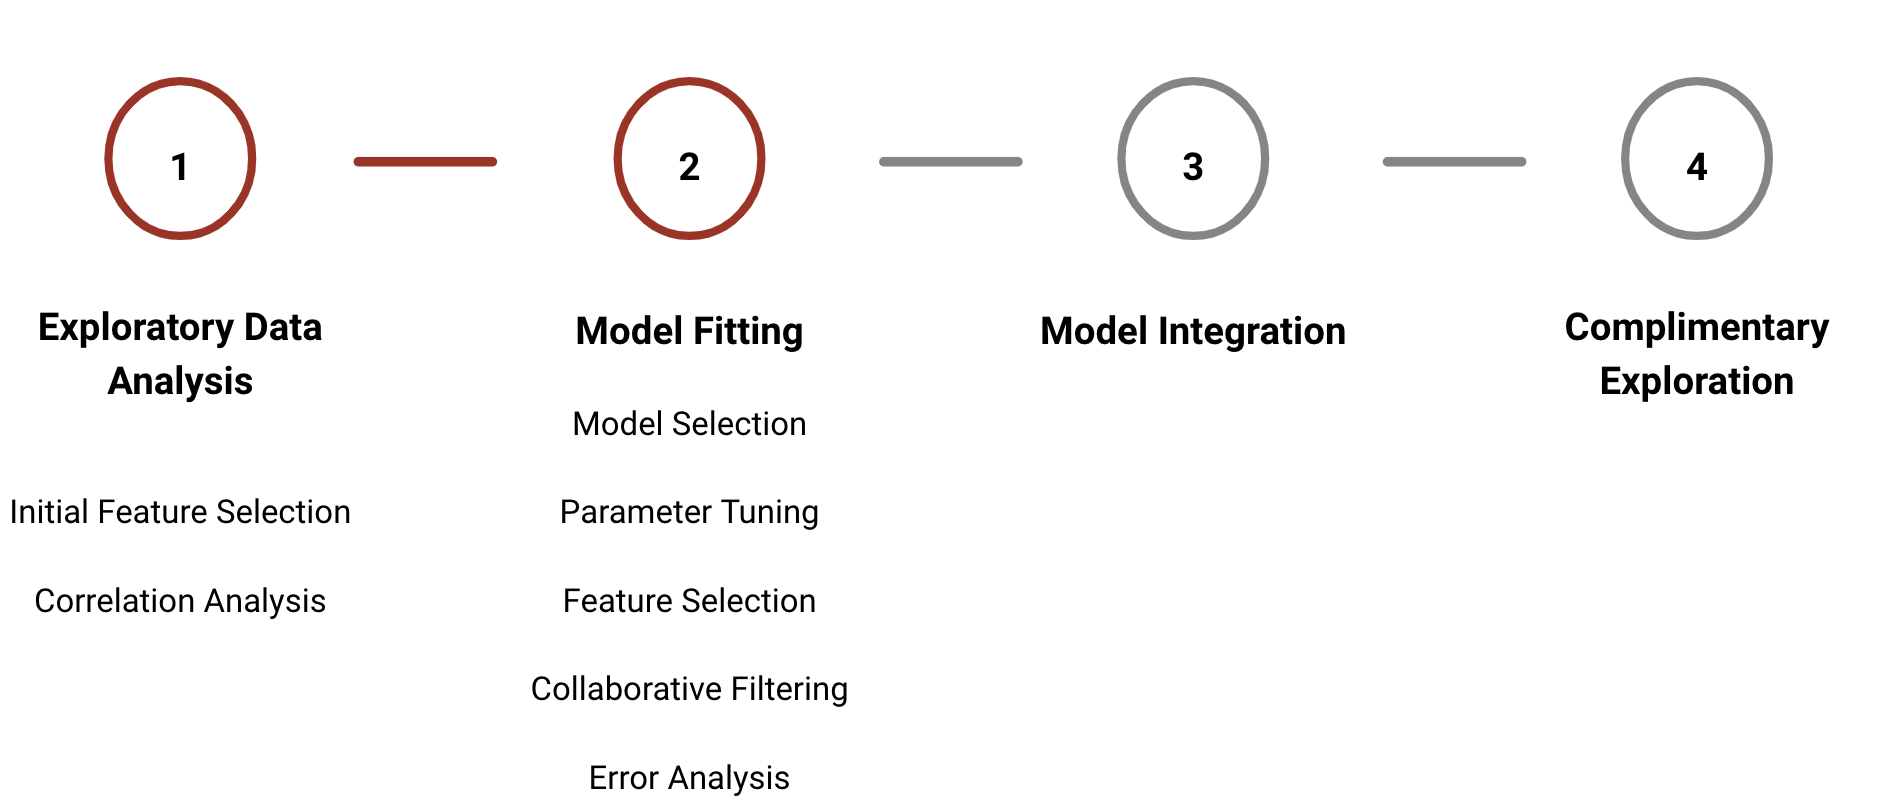 1
2
3
4
Exploratory Data
Analysis
Model Fitting
Model Integration
Complimentary
Exploration
Initial Feature Selection
Correlation Analysis
Model Selection
Parameter Tuning
Feature Selection
Collaborative Filtering
Error Analysis